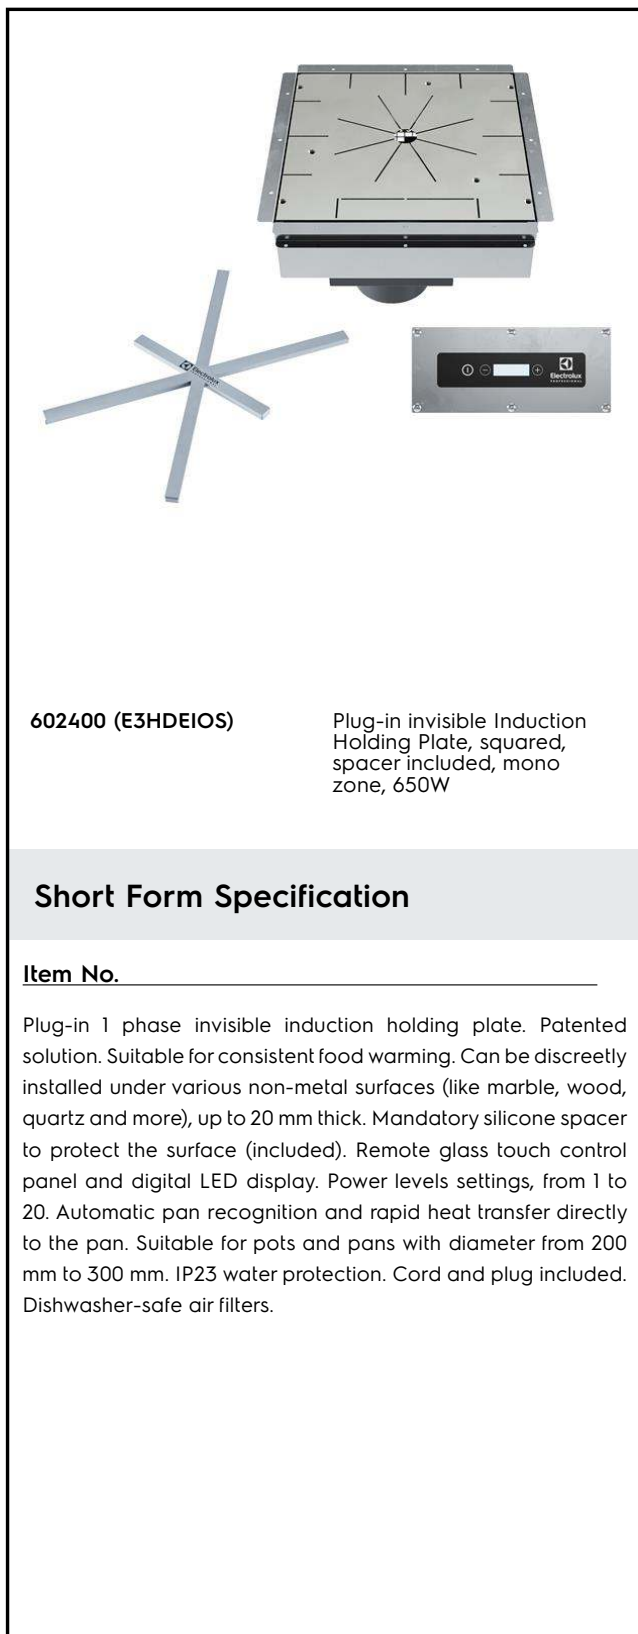 Electrolux
Electrolux
PROFESSIONAL
602400 (E3HDEIOS)
Plug-in invisible Induction
Holding Plate, squared,
spacer included, mono
zone, 650W
Short Form Specification
Item No.
Plug-in 1 phase invisible induction holding plate. Patented
solution. Suitable for consistent food warming. Can be discreetly
installed under various non-metal surfaces (like marble, wood,
quartz and more), up to 20 mm thick. Mandatory silicone spacer
to protect the surface (included). Remote glass touch control
panel and digital LED display. Power levels settings, from 1 to
20. Automatic pan recognition and rapid heat transfer directly
to the pan. Suitable for pots and pans with diameter from 200
mm to 300 mm. IP23 water protection. Cord and plug included.
Dishwasher-safe air filters.